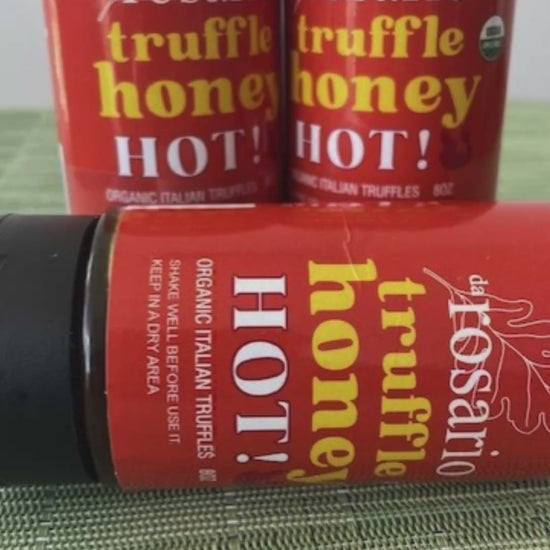 truffle
honey
HOT!
ORGANIC ITALIAN TRUFFLES
truffle
honey
HOT!
ORGANIC ITALIAN TRUFFLES 8OZ
da rosario
truffle
honey
HOT!
ORGANIC ITALIAN TRUFFLES 8OZ
SHAKE WELL BEFORE USE IT
KEEP IN A DRY AREA